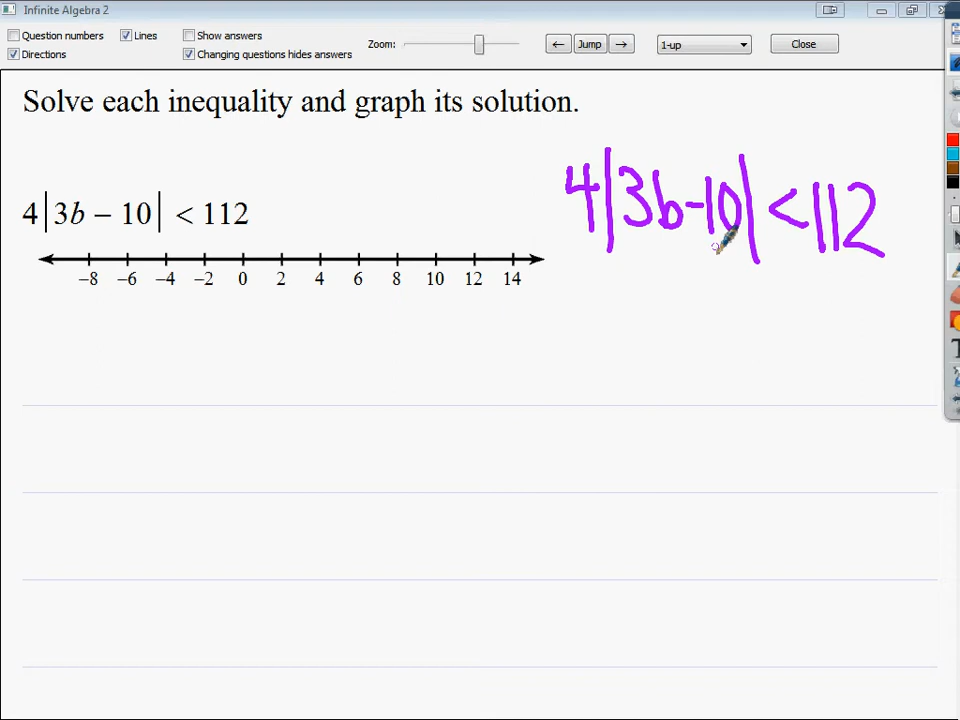 Infinite Algebra 2
Question numbers Lines Show answers
Directions Changing questions hides answers
Zoom: ← Jump → 1-up Close
Solve each inequality and graph its solution.
4|3b − 10| < 112
4|3b-10| <112
−8 −6 −4 −2 0 2 4 6 8 10 12 14
T